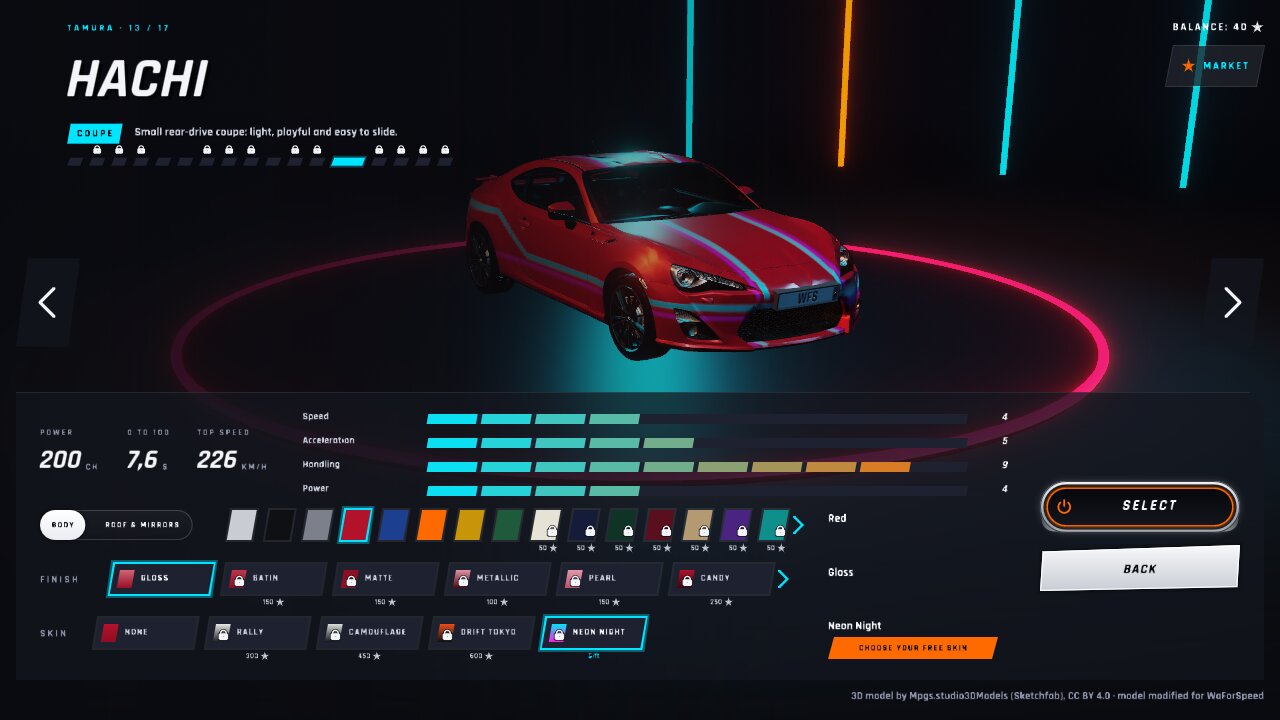 TAMURA · 13 / 17
BALANCE: 40 ★
HACHI
★ MARKET
COUPE Small rear-drive coupe: light, playful and easy to slide.
WFS
POWER 0 TO 100 TOP SPEED
200 CH 7,6 S 226 KM/H
Speed 4
Acceleration 5
Handling 9
Power 4
BODY ROOF & MIRRORS
Red
50 ★ 50 ★ 50 ★ 50 ★ 50 ★ 50 ★ 50 ★
SELECT
FINISH GLOSS SATIN METALLIC MATTE PEARL CANDY
Gloss
150 ★ 150 ★ 100 ★ 150 ★ 250 ★
BACK
SKIN NONE RALLY CAMOUFLAGE DRIFT TOKYO NEON NIGHT
Neon Night
300 ★ 450 ★ 600 ★ Gift
CHOOSE YOUR FREE SKIN
3D model by Mpgs.studio3DModels (Sketchfab), CC BY 4.0 · model modified for WaForSpeed